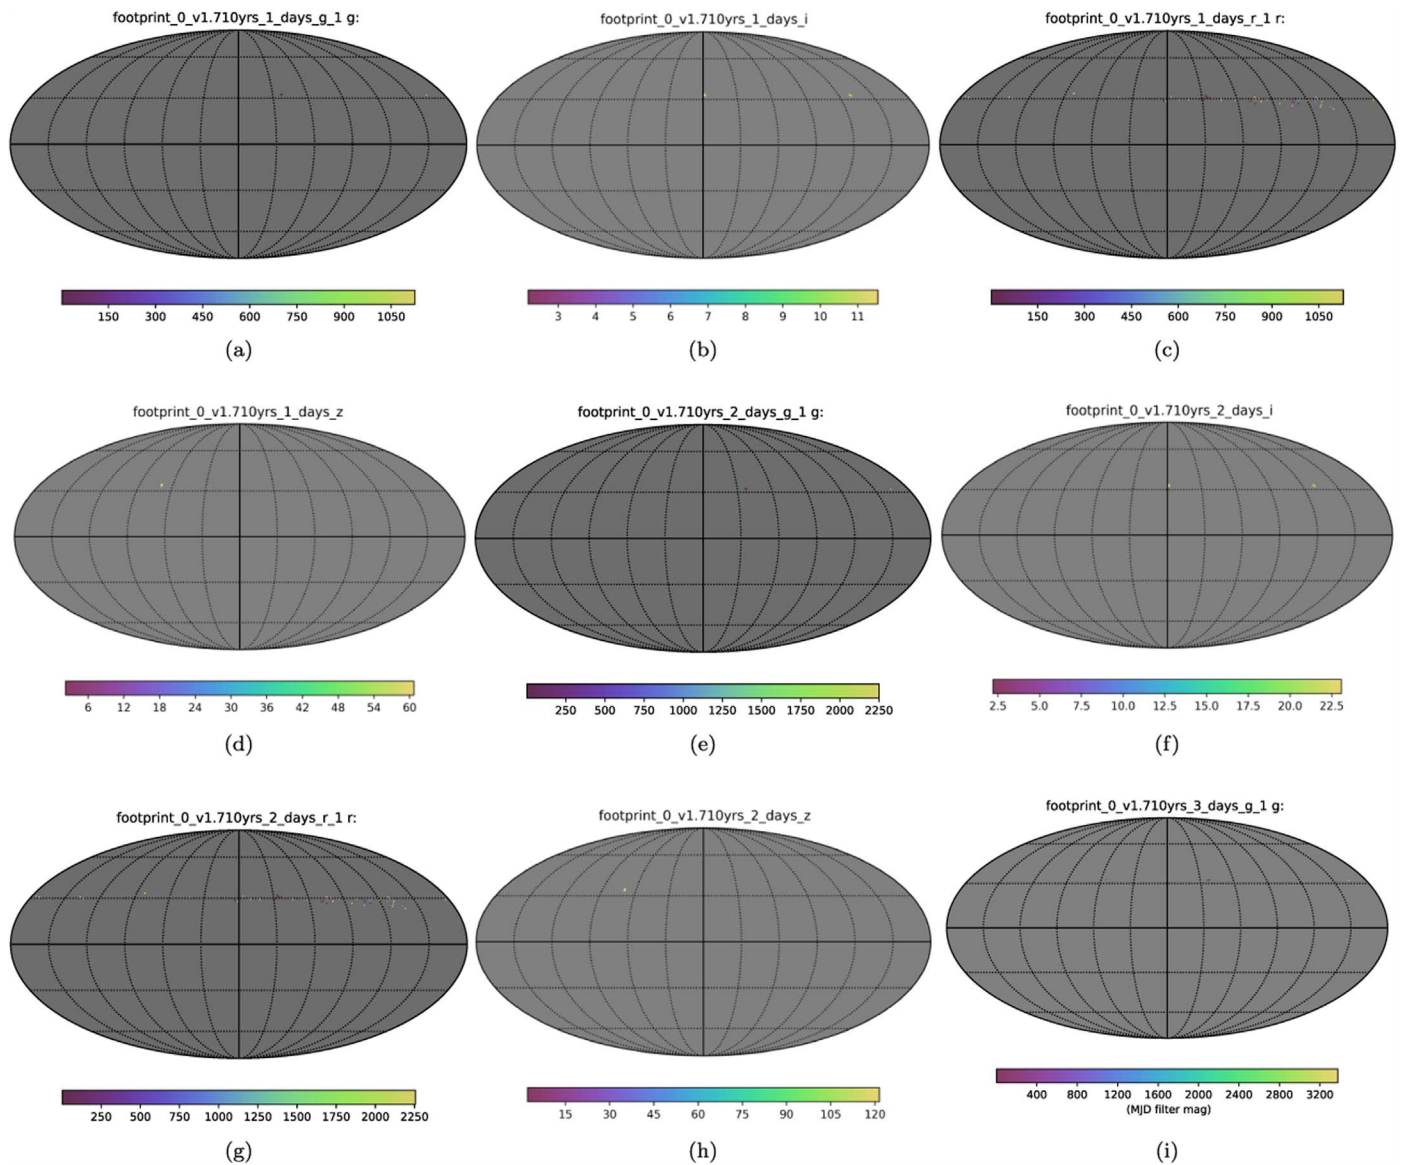 footprint_0_v1.710yrs_1_days_g_1 g:
150 300 450 600 750 900 1050
(a)
footprint_0_v1.710yrs_1_days_i
3 4 5 6 7 8 9 10 11
(b)
footprint_0_v1.710yrs_1_days_r_1 r:
150 300 450 600 750 900 1050
(c)
footprint_0_v1.710yrs_1_days_z
6 12 18 24 30 36 42 48 54 60
(d)
footprint_0_v1.710yrs_2_days_g_1 g:
250 500 750 1000 1250 1500 1750 2000 2250
(e)
footprint_0_v1.710yrs_2_days_i
2.5 5.0 7.5 10.0 12.5 15.0 17.5 20.0 22.5
(f)
footprint_0_v1.710yrs_2_days_r_1 r:
250 500 750 1000 1250 1500 1750 2000 2250
(g)
footprint_0_v1.710yrs_2_days_z
15 30 45 60 75 90 105 120
(h)
footprint_0_v1.710yrs_3_days_g_1 g:
400 800 1200 1600 2000 2400 2800 3200
(MJD filter mag)
(i)